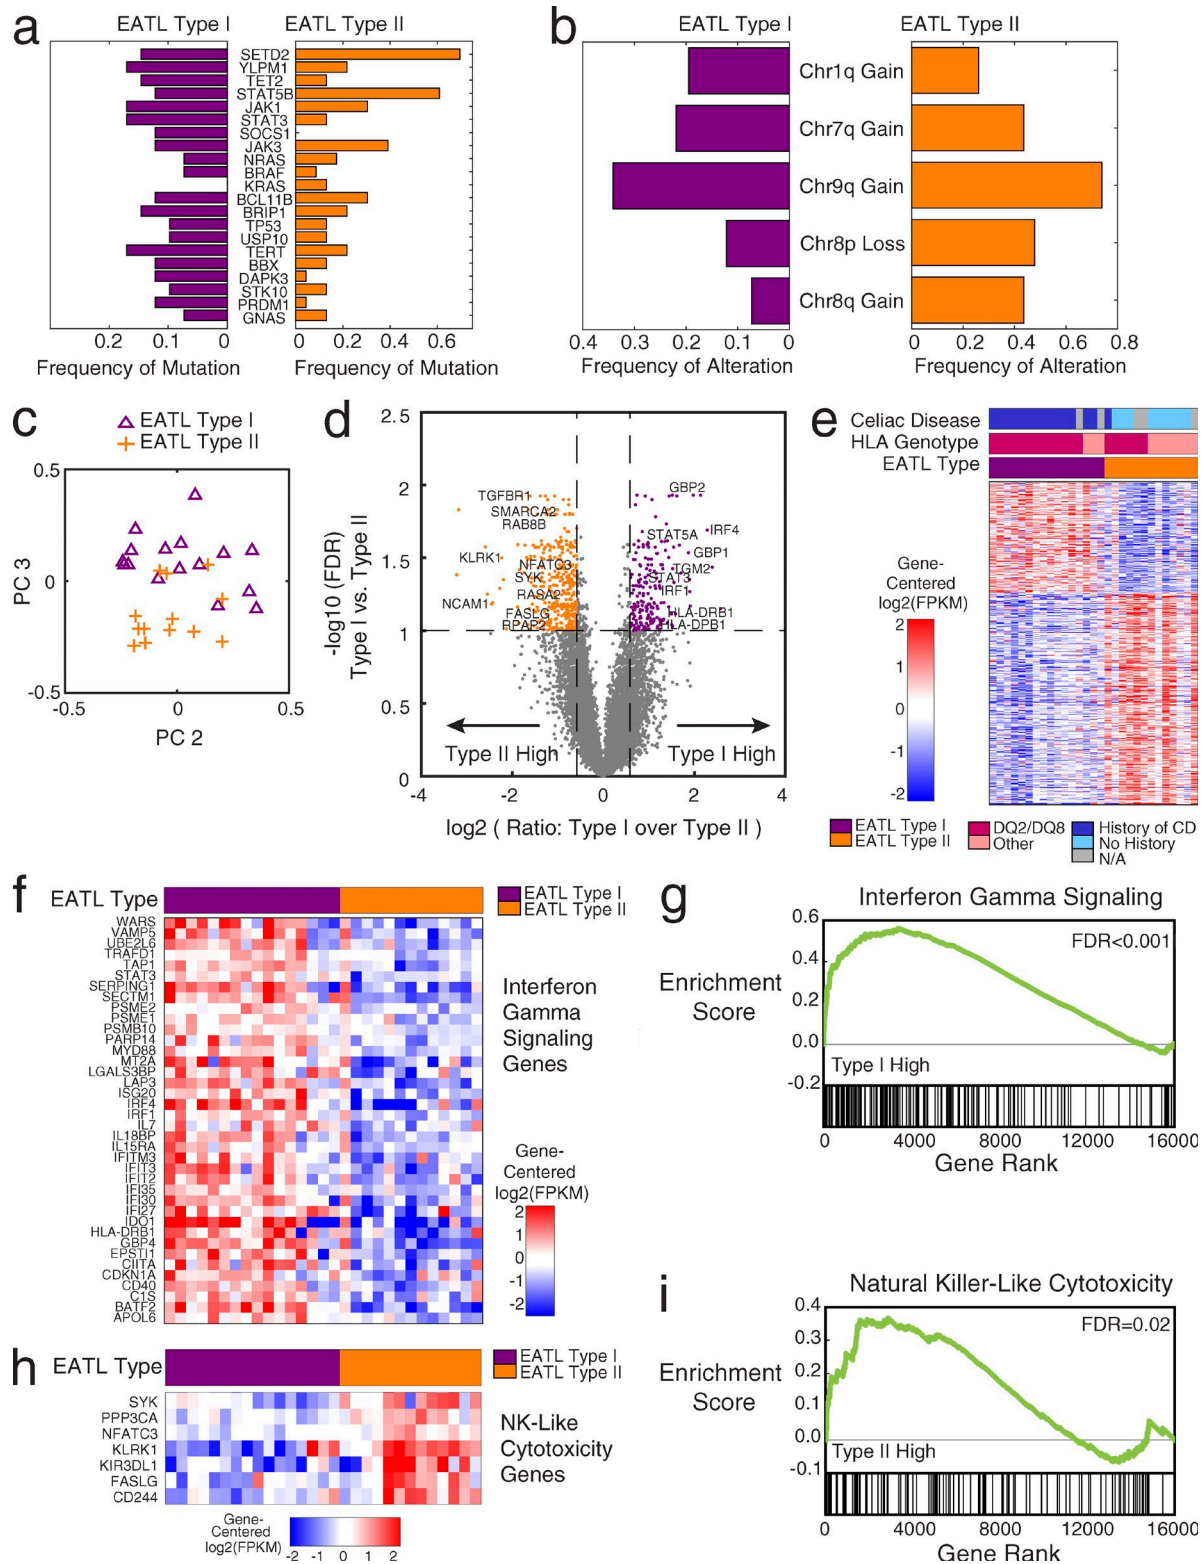 a
EATL Type I
EATL Type II
SETD2
YLPM1
TET2
STAT5B
JAK1
STAT3
SOCS1
JAK3
NRAS
BRAF
KRAS
BCL11B
BRIP1
TP53
USP10
TERT
BBX
DAPK3
STK10
PRDM1
GNAS
0.2 0.1 0
0 0.2 0.4 0.6
Frequency of Mutation
Frequency of Mutation
b
EATL Type I
EATL Type II
Chr1q Gain
Chr7q Gain
Chr9q Gain
Chr8p Loss
Chr8q Gain
0.4 0.3 0.2 0.1 0
0 0.2 0.4 0.6 0.8
Frequency of Alteration
Frequency of Alteration
c
EATL Type I
EATL Type II
0.5
0
-0.5
PC 3
-0.5 0 0.5
PC 2
d
2.5
2
1.5
1
0.5
0
-log10 (FDR)
Type I vs. Type II
TGFBR1
SMARCA2
RAB8B
KLRK1
NFATC3
SYK
RASA2
NCAM1
FASLG
RPAP2
GBP2
IRF4
STAT5A
GBP1
TGM2
STAT3
IRF1
HLA-DRB1
HLA-DPB1
Type II High
Type I High
-4 -2 0 2 4
log2 ( Ratio: Type I over Type II )
e
Celiac Disease
HLA Genotype
EATL Type
Gene-
Centered
log2(FPKM)
2
1
0
-1
-2
EATL Type I
EATL Type II
DQ2/DQ8
Other
History of CD
No History
N/A
f
EATL Type
EATL Type I
EATL Type II
WARS
VAMP5
UBE2L6
TRAFD1
TAP1
STAT3
SERPING1
SECTM1
PSME2
PSME1
PSMB10
PARP14
MYD88
MT2A
LGALS3BP
LAP3
ISG20
IRF4
IRF1
IL7
IL18BP
IL15RA
IFITM3
IFIT3
IFIT2
IFI35
IFI30
IFI27
IDO1
HLA-DRB1
GBP4
EPSTI1
CIITA
CDKN1A
CD40
C1S
BATF2
APOL6
Interferon
Gamma
Signaling
Genes
Gene-
Centered
log2(FPKM)
2
1
0
-1
-2
g
Interferon Gamma Signaling
FDR<0.001
Enrichment
Score
0.6
0.4
0.2
0.0
-0.2
Type I High
0 4000 8000 12000 16000
Gene Rank
h
EATL Type
EATL Type I
EATL Type II
SYK
PPP3CA
NFATC3
KLRK1
KIR3DL1
FASLG
CD244
NK-Like
Cytotoxicity
Genes
Gene-
Centered
log2(FPKM)
-2 -1 0 1 2
i
Natural Killer-Like Cytotoxicity
FDR=0.02
Enrichment
Score
0.4
0.3
0.2
0.0
-0.1
Type II High
0 4000 8000 12000 16000
Gene Rank